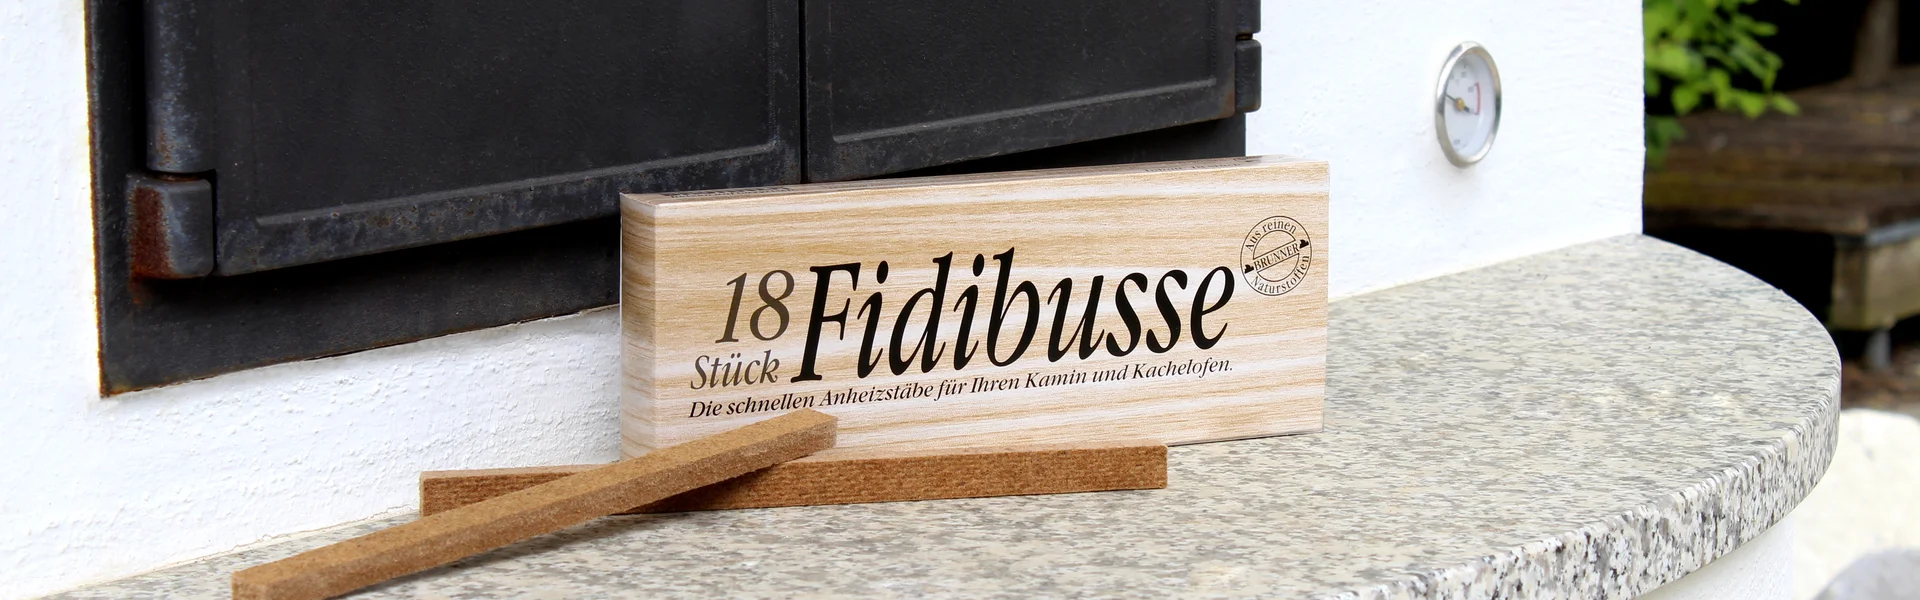 18
Stück
Fidibusse
Die schnellen Anheizstäbe für Ihren Kamin und Kachelofen.
Aus reinen
BRUNNER
Naturstoffen